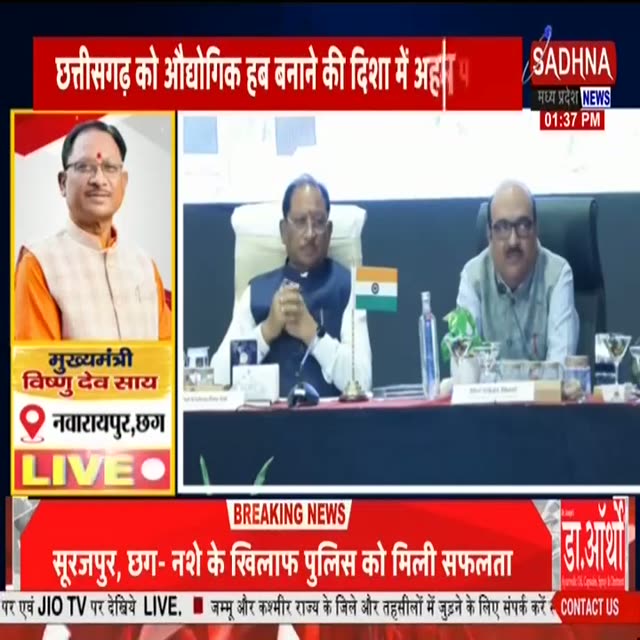 छत्तीसगढ़ को औद्योगिक हब बनाने की दिशा में अहम
SADHNA
मध्य प्रदेश NEWS
01:37 PM
मुख्यमंत्री
विष्णु देव साय
नवारायपुर,छग
LIVE
BREAKING NEWS
सूरजपुर, छग- नशे के खिलाफ पुलिस को मिली सफलता
डा.ऑर्थो
पर एवं JIO TV पर देखिये LIVE. जम्मू और कश्मीर राज्य के जिले और तहसीलों में जुड़ने के लिए संपर्क करें
CONTACT US